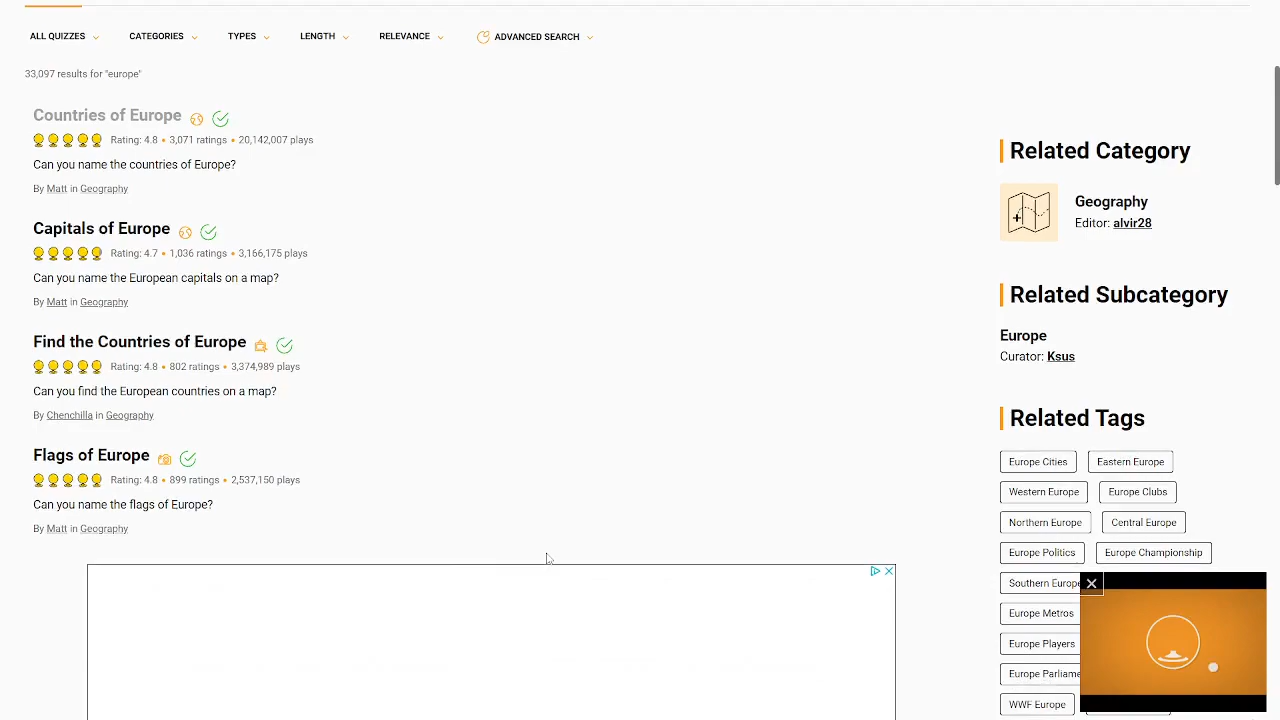 ALL QUIZZES CATEGORIES TYPES LENGTH RELEVANCE ADVANCED SEARCH
33,097 results for "europe"
Countries of Europe
Rating: 4.8 • 3,071 ratings • 20,142,007 plays
Can you name the countries of Europe?
By Matt in Geography
Capitals of Europe
Rating: 4.7 • 1,036 ratings • 3,166,175 plays
Can you name the European capitals on a map?
By Matt in Geography
Find the Countries of Europe
Rating: 4.8 • 802 ratings • 3,374,989 plays
Can you find the European countries on a map?
By Chenchilla in Geography
Flags of Europe
Rating: 4.8 • 899 ratings • 2,537,150 plays
Can you name the flags of Europe?
By Matt in Geography
Related Category
Geography
Editor: alvir28
Related Subcategory
Europe
Curator: Ksus
Related Tags
Europe Cities Eastern Europe
Western Europe Europe Clubs
Northern Europe Central Europe
Europe Politics Europe Championship
Southern Europe
Europe Metros
Europe Players
Europe Parliame
WWF Europe